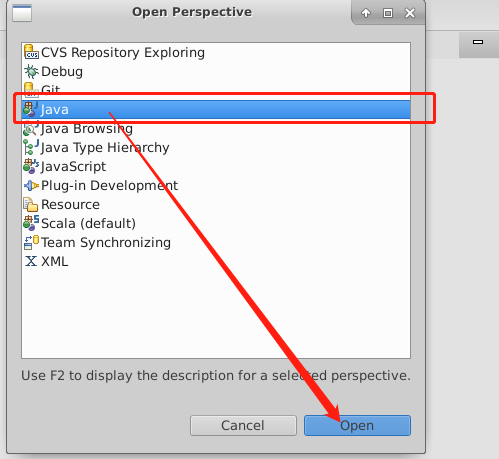 Open Perspective
CVS Repository Exploring
Debug
Git
Java
Java Browsing
Java Type Hierarchy
JavaScript
Plug-in Development
Resource
Scala (default)
Team Synchronizing
XML
Use F2 to display the description for a selected perspective.
Cancel
Open